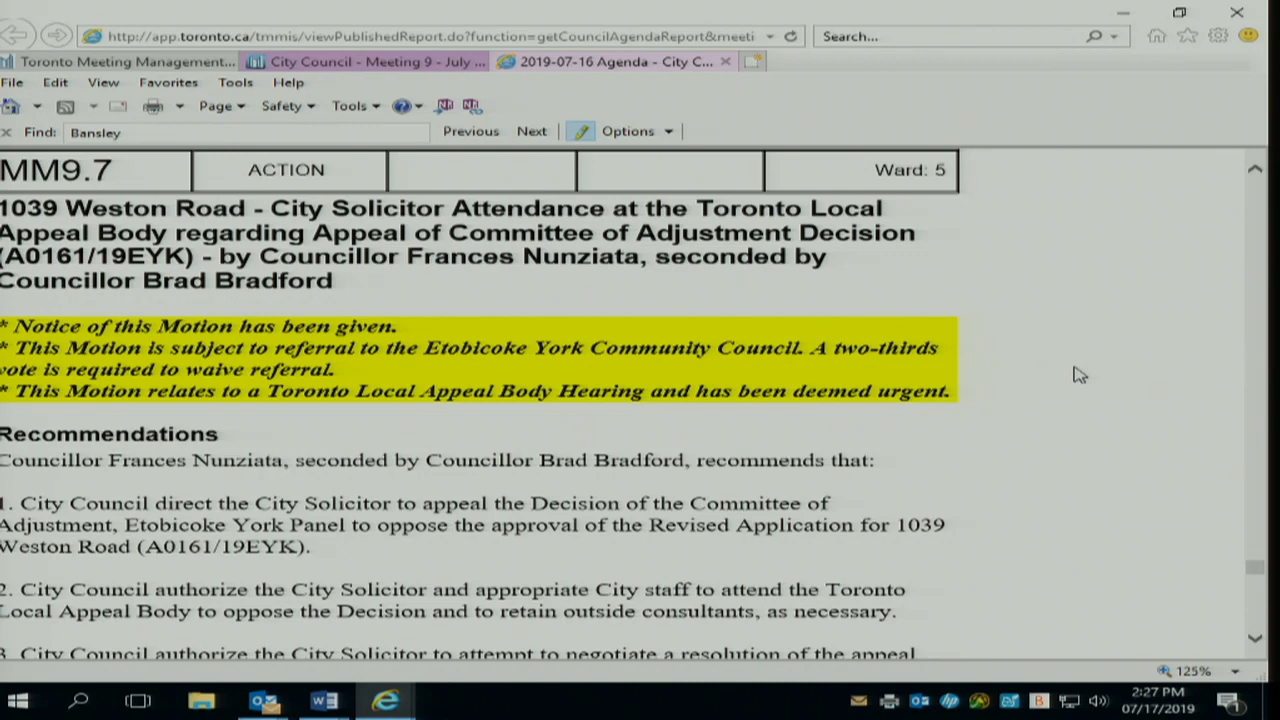 http://app.toronto.ca/tmmis/viewPublishedReport.do?function=getCouncilAgendaReport&meeti
Search...
Toronto Meeting Management...
City Council - Meeting 9 - July ...
2019-07-16 Agenda - City C...
File Edit View Favorites Tools Help
Page Safety Tools
Find: Bansley Previous Next Options
MM9.7 ACTION Ward: 5
1039 Weston Road - City Solicitor Attendance at the Toronto Local
Appeal Body regarding Appeal of Committee of Adjustment Decision
(A0161/19EYK) - by Councillor Frances Nunziata, seconded by
Councillor Brad Bradford
* Notice of this Motion has been given.
* This Motion is subject to referral to the Etobicoke York Community Council. A two-thirds
vote is required to waive referral.
* This Motion relates to a Toronto Local Appeal Body Hearing and has been deemed urgent.
Recommendations
Councillor Frances Nunziata, seconded by Councillor Brad Bradford, recommends that:
1. City Council direct the City Solicitor to appeal the Decision of the Committee of
Adjustment, Etobicoke York Panel to oppose the approval of the Revised Application for 1039
Weston Road (A0161/19EYK).
2. City Council authorize the City Solicitor and appropriate City staff to attend the Toronto
Local Appeal Body to oppose the Decision and to retain outside consultants, as necessary.
3. City Council authorize the City Solicitor to attempt to negotiate a resolution of the appeal
125%
2:27 PM
07/17/2019